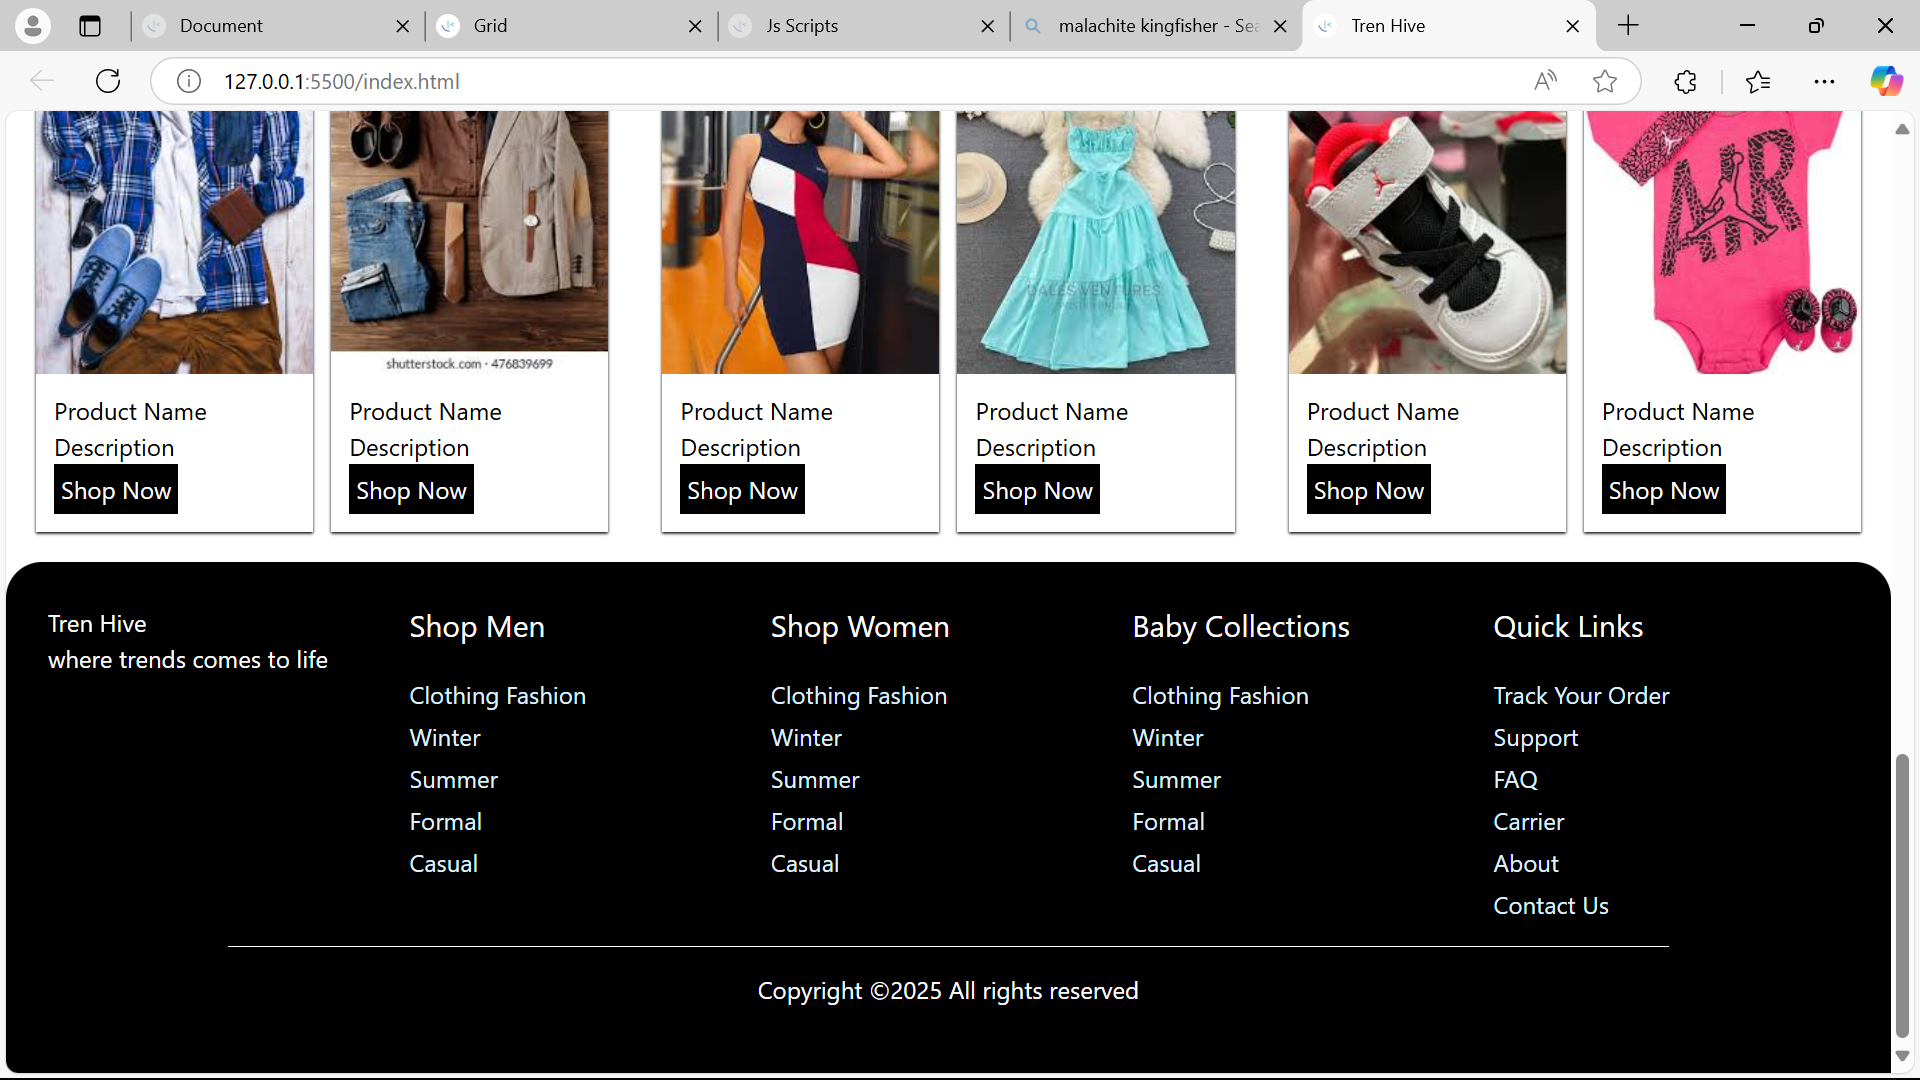 Document
Grid
Js Scripts
malachite kingfisher - Sea
Tren Hive
127.0.0.1:5500/index.html
shutterstock.com · 476839699
DALES VENTURES
AIR
Product Name
Description
Shop Now
Product Name
Description
Shop Now
Product Name
Description
Shop Now
Product Name
Description
Shop Now
Product Name
Description
Shop Now
Product Name
Description
Shop Now
Tren Hive
where trends comes to life
Shop Men
Clothing Fashion
Winter
Summer
Formal
Casual
Shop Women
Clothing Fashion
Winter
Summer
Formal
Casual
Baby Collections
Clothing Fashion
Winter
Summer
Formal
Casual
Quick Links
Track Your Order
Support
FAQ
Carrier
About
Contact Us
Copyright ©2025 All rights reserved